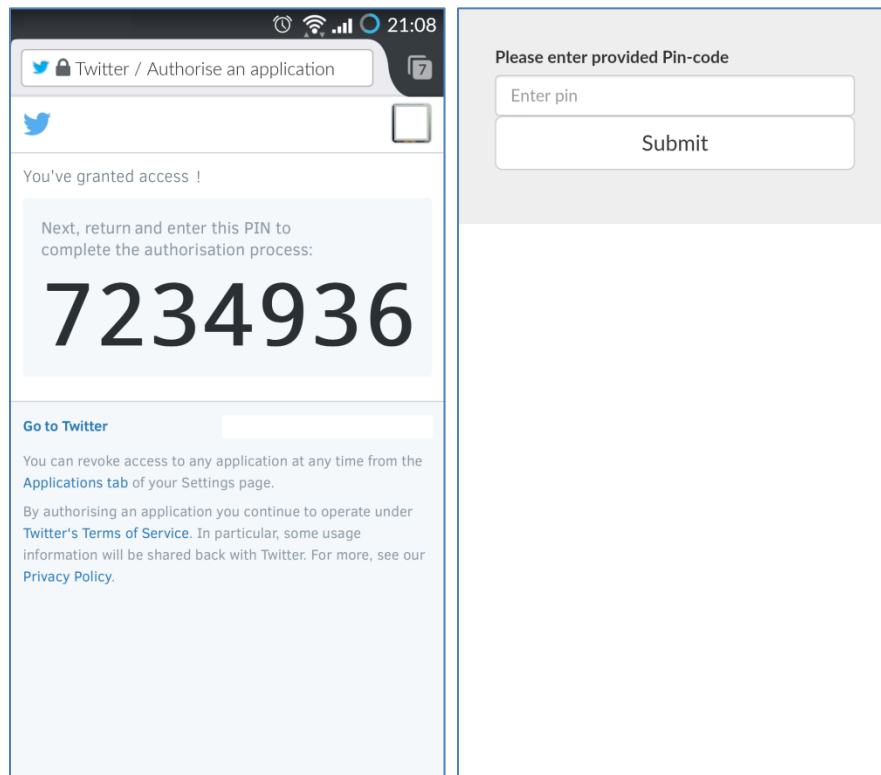 21:08
Twitter / Authorise an application
7
You've granted access !
Next, return and enter this PIN to
complete the authorisation process:
7234936
Go to Twitter
You can revoke access to any application at any time from the
Applications tab of your Settings page.
By authorising an application you continue to operate under
Twitter's Terms of Service. In particular, some usage
information will be shared back with Twitter. For more, see our
Privacy Policy.
Please enter provided Pin-code
Enter pin
Submit